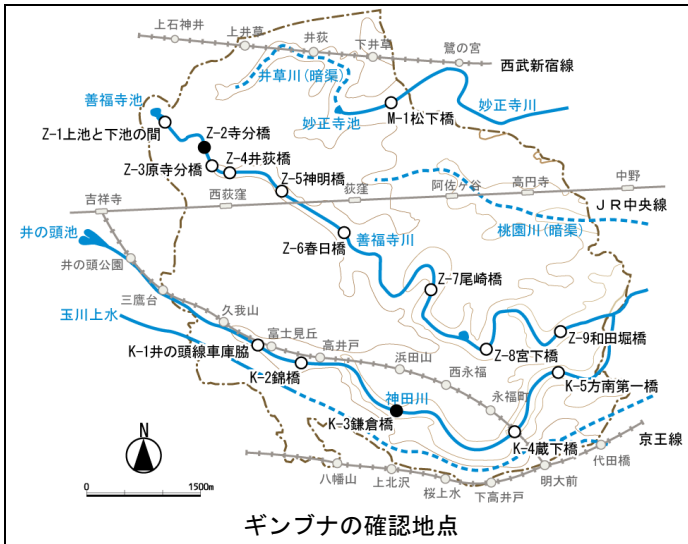 上石神井
上井草
井荻
下井草
鷺の宮
西武新宿線
井草川(暗渠)
善福寺池
妙正寺池
M-1松下橋
妙正寺川
Z-1上池と下池の間
Z-2寺分橋
Z-3原寺分橋
Z-4井荻橋
Z-5神明橋
吉祥寺
西荻窪
荻窪
阿佐ケ谷
高円寺
中野
ＪＲ中央線
桃園川(暗渠)
井の頭池
Z-6春日橋
善福寺川
井の頭公園
Z-7尾崎橋
三鷹台
玉川上水
久我山
富士見丘
高井戸
浜田山
西永福
永福町
Z-8宮下橋
Z-9和田堀橋
K-1井の頭線車庫脇
K-2錦橋
神田川
K-3鎌倉橋
K-5方南第一橋
K-4蔵下橋
京王線
代田橋
明大前
下高井戸
桜上水
上北沢
八幡山
N
0
1500m
ギンブナの確認地点